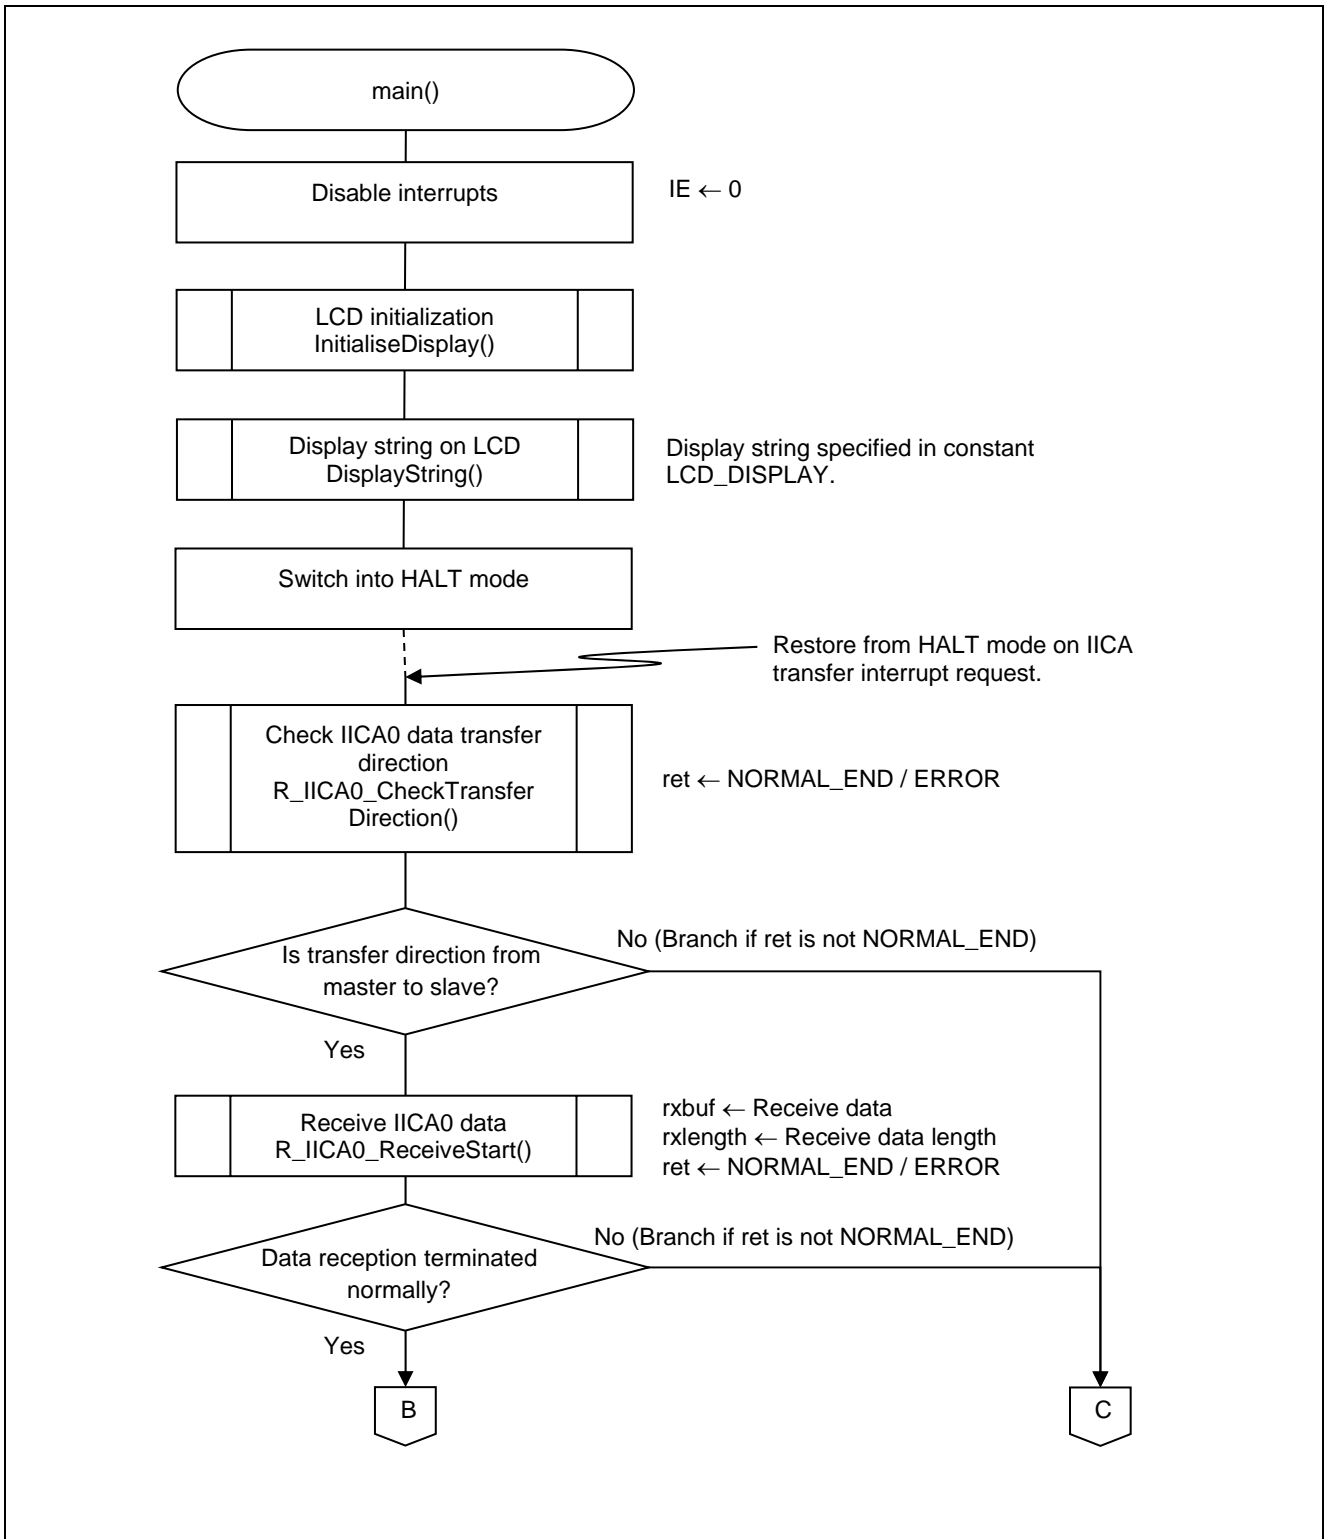 main()
Disable interrupts
IE ← 0
LCD initialization
InitialiseDisplay()
Display string on LCD
DisplayString()
Display string specified in constant
LCD_DISPLAY.
Switch into HALT mode
Restore from HALT mode on IICA
transfer interrupt request.
Check IICA0 data transfer
direction
R_IICA0_CheckTransfer
Direction()
ret ← NORMAL_END / ERROR
Is transfer direction from
master to slave?
No (Branch if ret is not NORMAL_END)
Yes
Receive IICA0 data
R_IICA0_ReceiveStart()
rxbuf ← Receive data
rxlength ← Receive data length
ret ← NORMAL_END / ERROR
Data reception terminated
normally?
No (Branch if ret is not NORMAL_END)
Yes
B
C